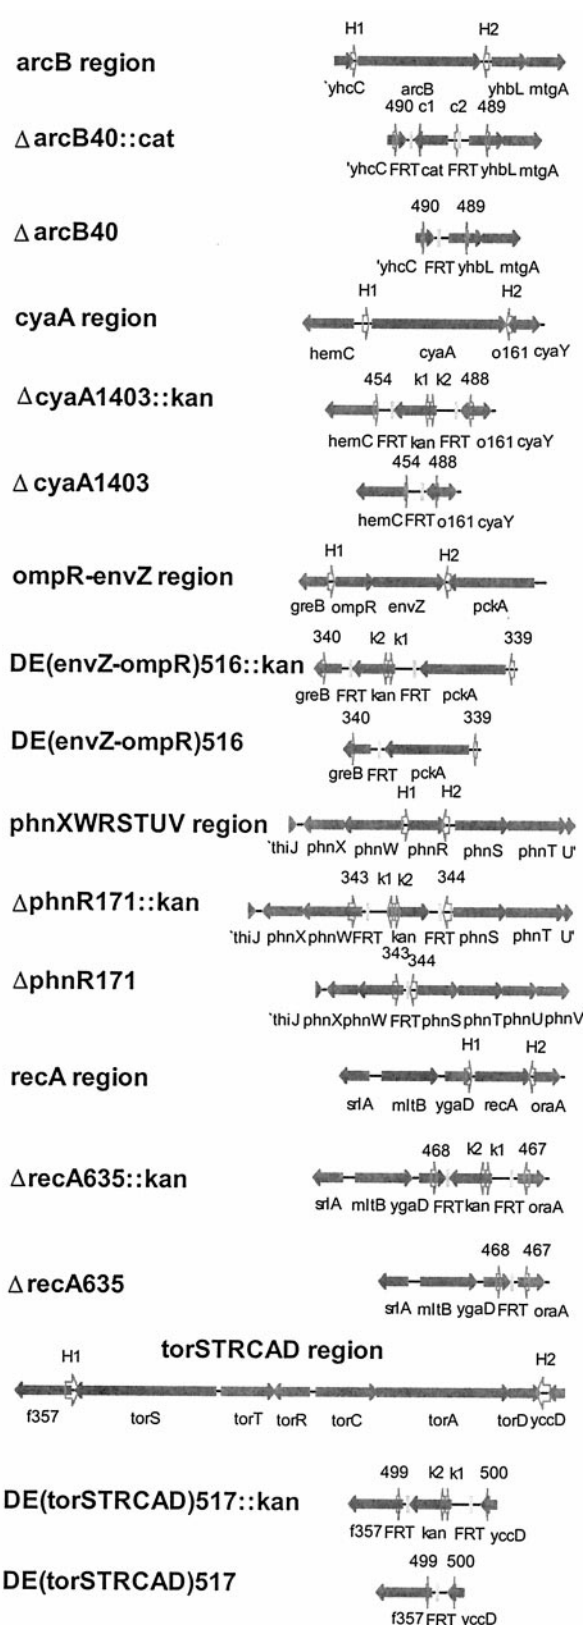 H1 H2
arcB region
`yhcC arcB yhbL mtgA
490 c1 c2 489
ΔarcB40::cat
'yhcC FRT cat FRT yhbL mtgA
490 489
ΔarcB40
'yhcC FRT yhbL mtgA
H1 H2
cyaA region
hemC cyaA o161 cyaY
454 k1 k2 488
ΔcyaA1403::kan
hemC FRT kan FRT o161 cyaY
454 488
ΔcyaA1403
hemC FRT o161 cyaY
H1 H2
ompR-envZ region
greB ompR envZ pckA
340 k2 k1 339
DE(envZ-ompR)516::kan
greB FRT kan FRT pckA
340 339
DE(envZ-ompR)516
greB FRT pckA
H1 H2
phnXWRSTUV region
`thiJ phnX phnW phnR phnS phnT U'
343 k1 k2 344
ΔphnR171::kan
`thiJ phnX phnW FRT kan FRT phnS phnT U'
343 344
ΔphnR171
`thiJ phnX phnW FRT phnS phnT phnU phnV
H1 H2
recA region
srlA mltB ygaD recA oraA
468 k2 k1 467
ΔrecA635::kan
srlA mltB ygaD FRT kan FRT oraA
468 467
ΔrecA635
srlA mltB ygaD FRT oraA
torSTRCAD region
H1 H2
f357 torS torT torR torC torA torD yccD
499 k2 k1 500
DE(torSTRCAD)517::kan
f357 FRT kan FRT yccD
499 500
DE(torSTRCAD)517
f357 FRT yccD